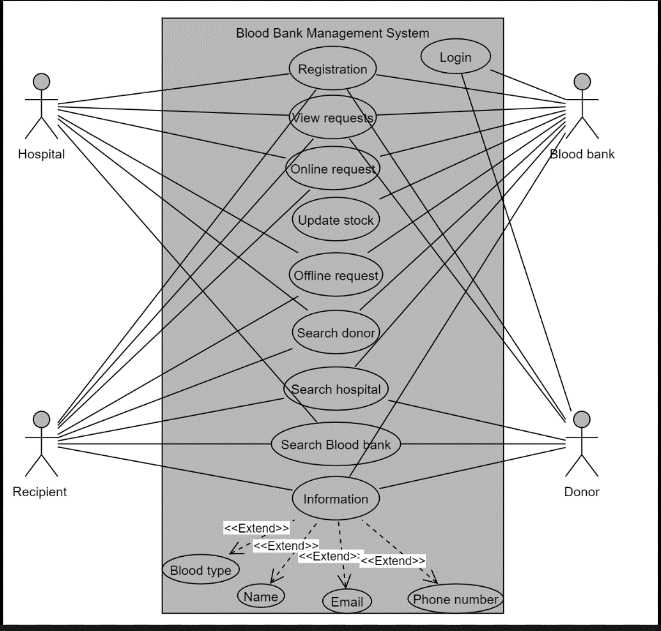 Blood Bank Management System
Login
Registration
View requests
Hospital
Blood bank
Online request
Update stock
Offline request
Search donor
Search hospital
Search Blood bank
Recipient
Donor
Information
<<Extend>>
<<Extend>>
<<Extend>>
<<Extend>>
Blood type
Name
Email
Phone number